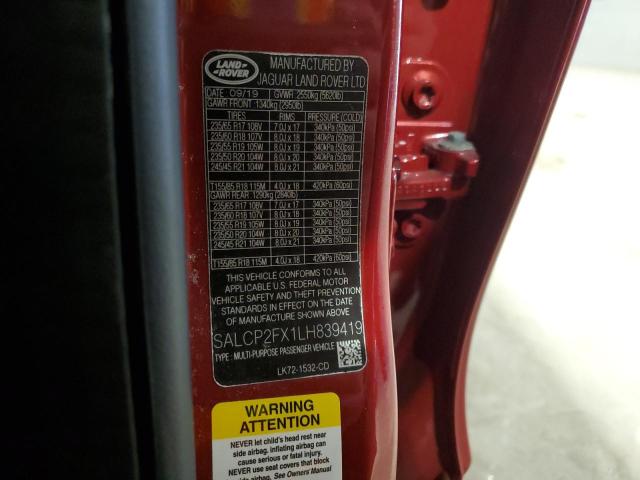 LAND-
ROVER
MANUFACTURED BY
JAGUAR LAND ROVER LTD
DATE 09/19 GVWR 2550kg (5620lb)
GAWR FRONT 1340kg (2950lb)
TIRES RIMS PRESSURE (COLD)
235/65 R17 108V 7.0J x 17 340kPa (50psi)
235/60 R18 107V 8.0J x 18 340kPa (50psi)
235/55 R19 105W 8.0J x 19 340kPa (50psi)
235/50 R20 104W 8.0J x 20 340kPa (50psi)
245/45 R21 104W 8.0J x 21 340kPa (50psi)
T155/85 R18 115M 4.0J x 18 420kPa (60psi)
GAWR REAR 1290kg (2840lb)
235/65 R17 108V 7.0J x 17 340kPa (50psi)
235/60 R18 107V 8.0J x 18 340kPa (50psi)
235/55 R19 105W 8.0J x 19 340kPa (50psi)
235/50 R20 104W 8.0J x 20 340kPa (50psi)
245/45 R21 104W 8.0J x 21 340kPa (50psi)
T155/85 R18 115M 4.0J x 18 420kPa (60psi)
THIS VEHICLE CONFORMS TO ALL
APPLICABLE U.S. FEDERAL MOTOR
VEHICLE SAFETY AND THEFT PREVENTION
STANDARDS IN EFFECT ON THE DATE OF
MANUFACTURE SHOWN ABOVE
SALCP2FX1LH839419
TYPE : MULTI-PURPOSE PASSENGER VEHICLE
LK72-1532-CD
WARNING
ATTENTION
NEVER let child's head rest near
side airbag. inflating airbag can
cause serious or fatal injury.
NEVER use seat covers that block
side airbag. See Owners Manual